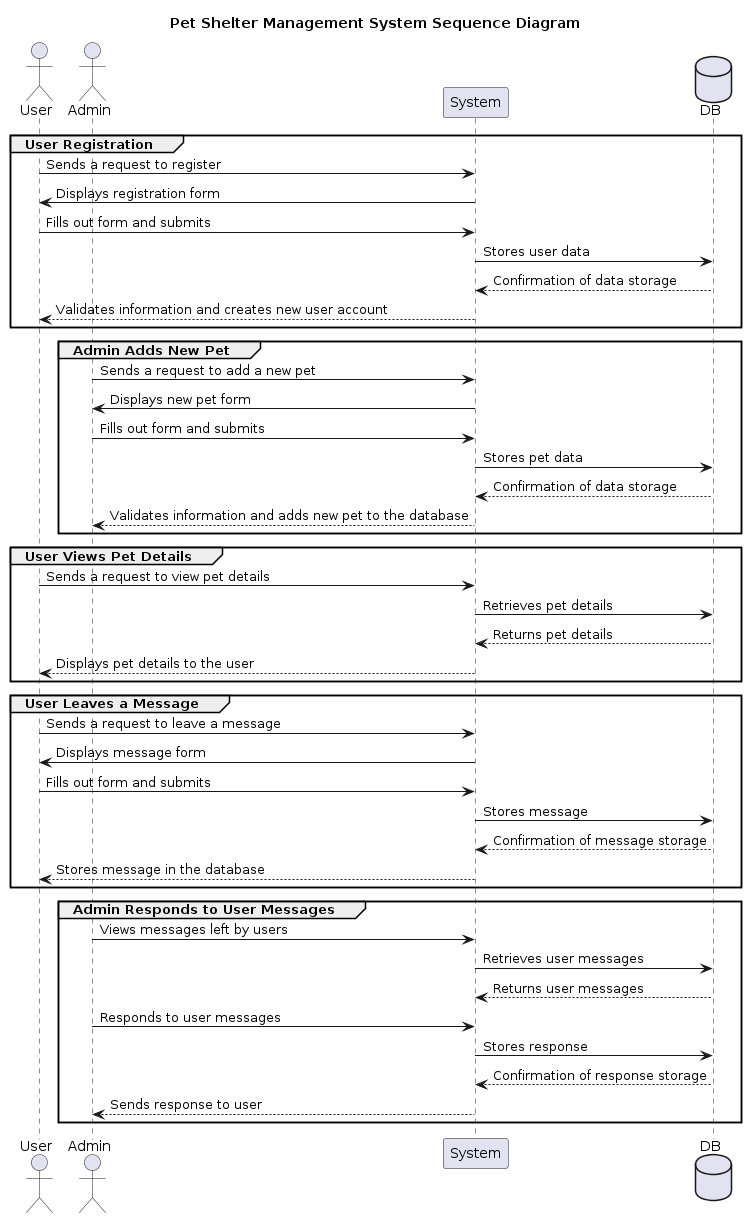 Pet Shelter Management System Sequence Diagram
User Admin System DB
User Registration
Sends a request to register
Displays registration form
Fills out form and submits
Stores user data
Confirmation of data storage
Validates information and creates new user account
Admin Adds New Pet
Sends a request to add a new pet
Displays new pet form
Fills out form and submits
Stores pet data
Confirmation of data storage
Validates information and adds new pet to the database
User Views Pet Details
Sends a request to view pet details
Retrieves pet details
Returns pet details
Displays pet details to the user
User Leaves a Message
Sends a request to leave a message
Displays message form
Fills out form and submits
Stores message
Confirmation of message storage
Stores message in the database
Admin Responds to User Messages
Views messages left by users
Retrieves user messages
Returns user messages
Responds to user messages
Stores response
Confirmation of response storage
Sends response to user
User Admin System DB